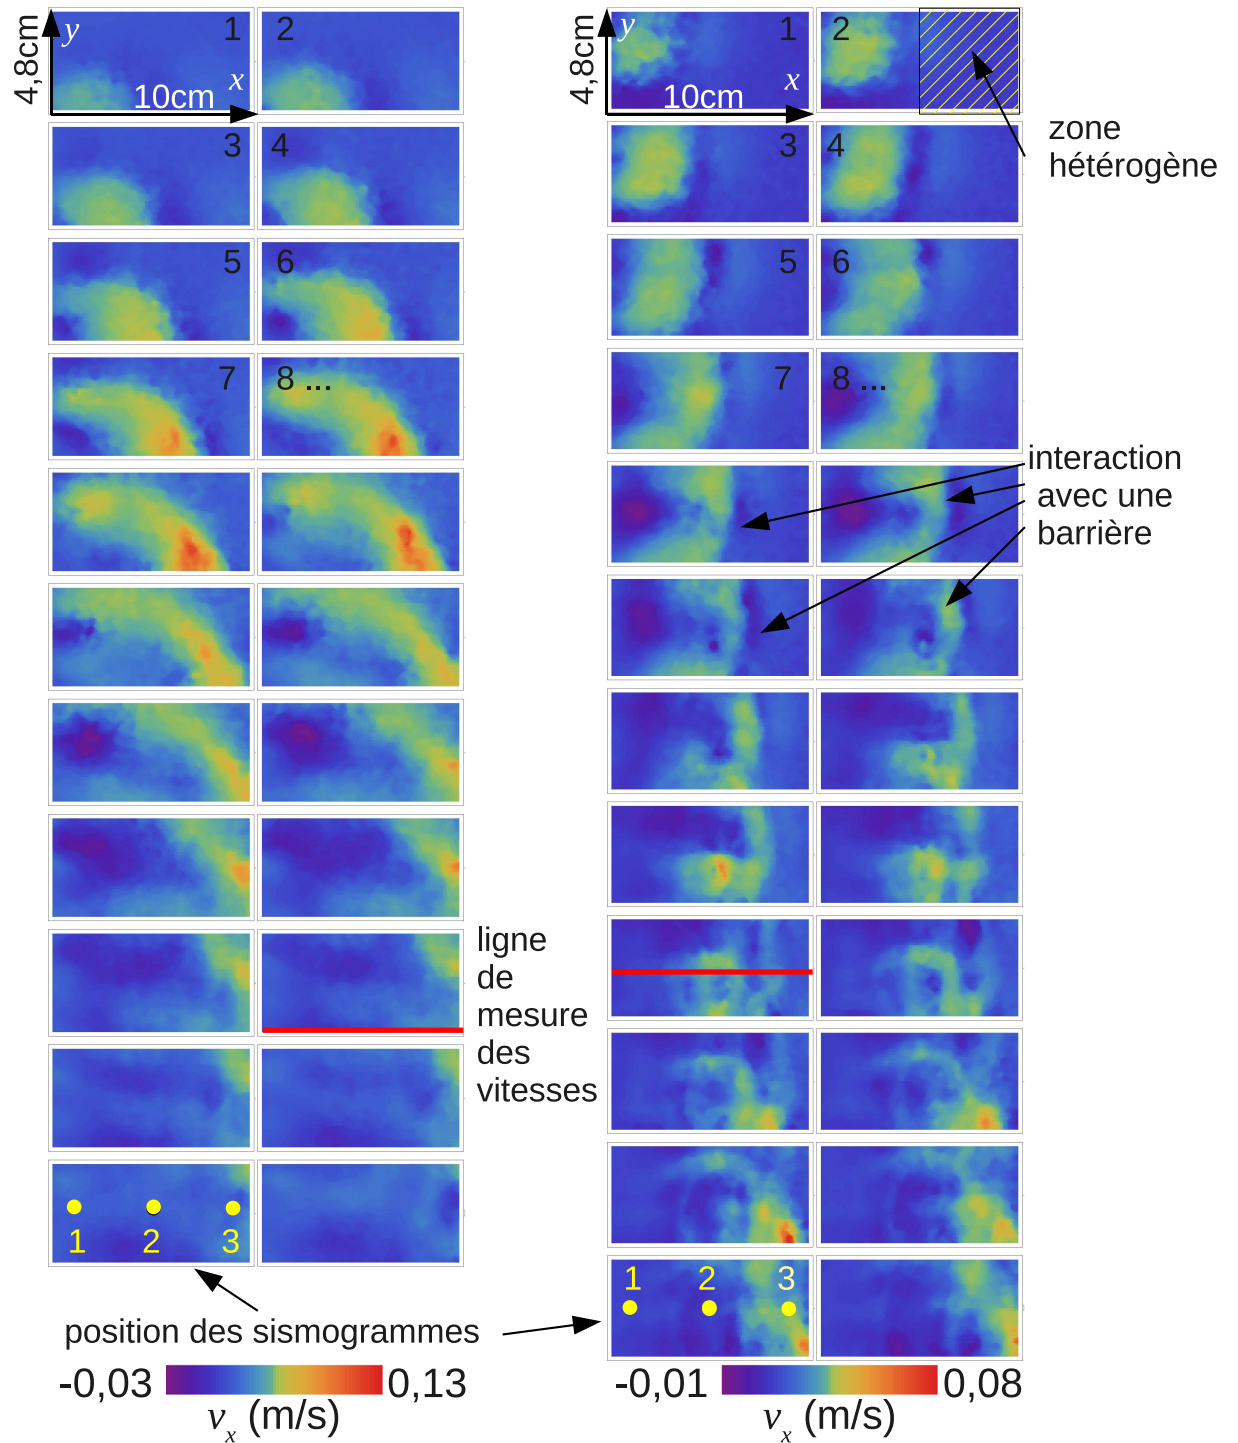 4,8cm
y
1
x
10cm
2
3
4
5
6
7
8 ...
ligne
de
mesure
des
vitesses
1
2
3
position des sismogrammes
-0,03
0,13
vx (m/s)
4,8cm
y
1
x
10cm
2
zone
hétérogène
3
4
5
6
7
8 ...
interaction
avec une
barrière
1
2
3
-0,01
0,08
vx (m/s)